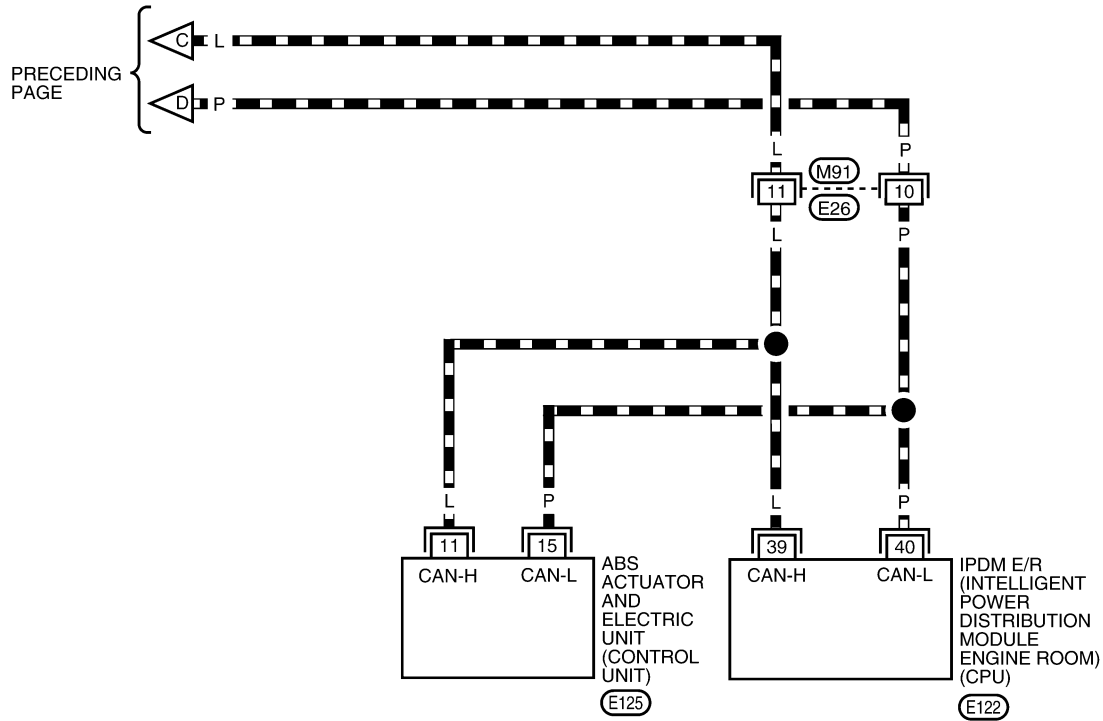 C L
PRECEDING
PAGE
D P
L P
M91
11 10
E26
L P
L P L P
11 15 39 40
CAN-H CAN-L CAN-H CAN-L
ABS
ACTUATOR
AND
ELECTRIC
UNIT
(CONTROL
UNIT)
E125
IPDM E/R
(INTELLIGENT
POWER
DISTRIBUTION
MODULE
ENGINE ROOM)
(CPU)
E122